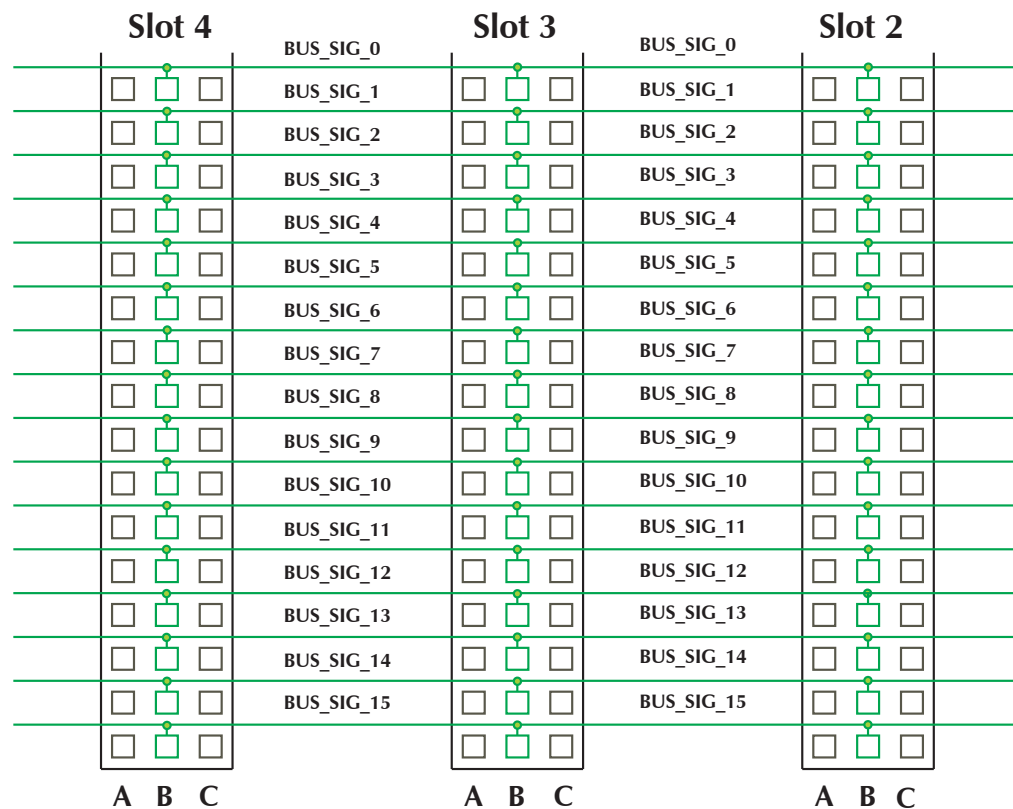 Slot 4 Slot 3 Slot 2
BUS_SIG_0 BUS_SIG_0
BUS_SIG_1 BUS_SIG_1
BUS_SIG_2 BUS_SIG_2
BUS_SIG_3 BUS_SIG_3
BUS_SIG_4 BUS_SIG_4
BUS_SIG_5 BUS_SIG_5
BUS_SIG_6 BUS_SIG_6
BUS_SIG_7 BUS_SIG_7
BUS_SIG_8 BUS_SIG_8
BUS_SIG_9 BUS_SIG_9
BUS_SIG_10 BUS_SIG_10
BUS_SIG_11 BUS_SIG_11
BUS_SIG_12 BUS_SIG_12
BUS_SIG_13 BUS_SIG_13
BUS_SIG_14 BUS_SIG_14
BUS_SIG_15 BUS_SIG_15
A B C A B C A B C